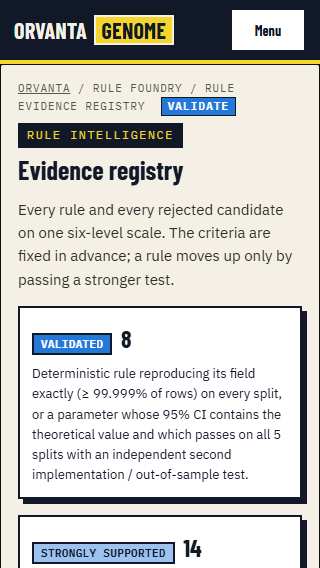 ORVANTA GENOME Menu
ORVANTA / RULE FOUNDRY / RULE
EVIDENCE REGISTRY VALIDATE
RULE INTELLIGENCE
Evidence registry
Every rule and every rejected candidate
on one six-level scale. The criteria are
fixed in advance; a rule moves up only by
passing a stronger test.
VALIDATED 8
Deterministic rule reproducing its field
exactly (≥ 99.999% of rows) on every split,
or a parameter whose 95% CI contains the
theoretical value and which passes on all 5
splits with an independent second
implementation / out-of-sample test.
STRONGLY SUPPORTED 14